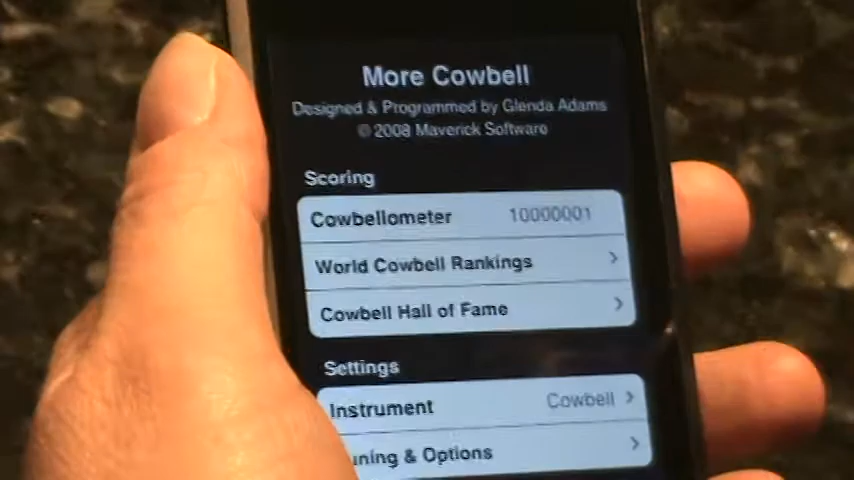 More Cowbell
Designed & Programmed by Glenda Adams
© 2008 Maverick Software
Scoring
Cowbellometer 10000001
World Cowbell Rankings
Cowbell Hall of Fame
Settings
Instrument Cowbell
& Options